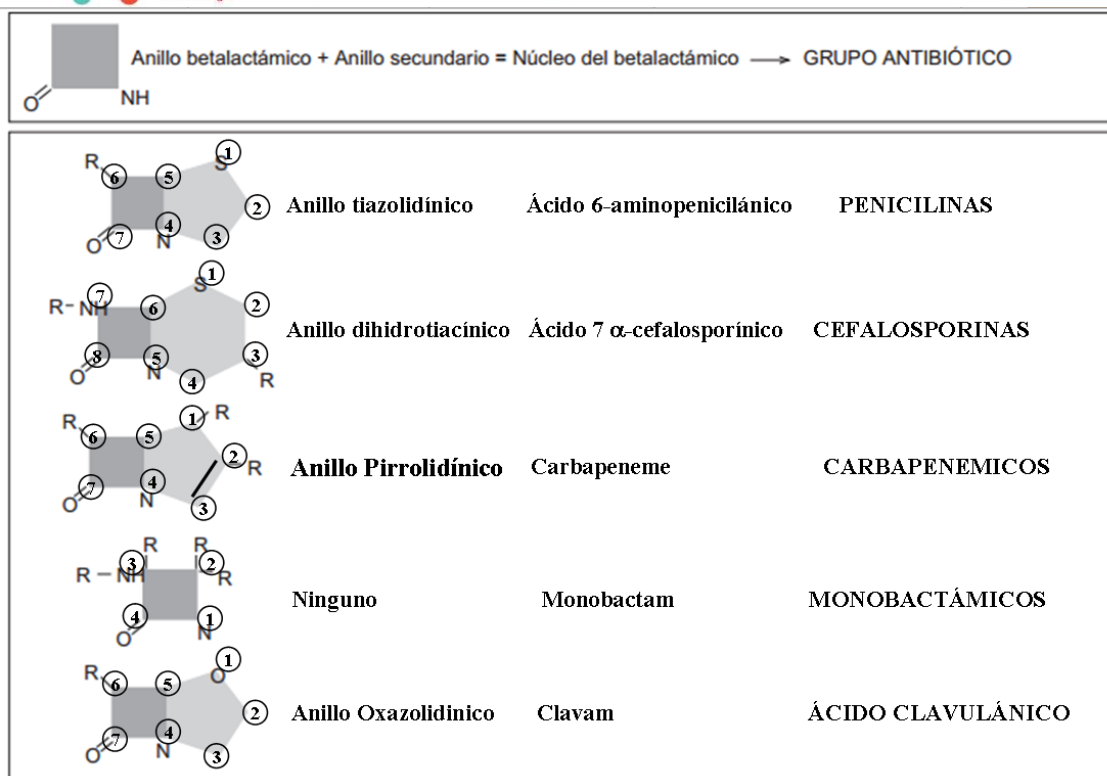 Anillo betalactámico + Anillo secundario = Núcleo del betalactámico → GRUPO ANTIBIÓTICO
O
NH
R
1
S
6
5
2
Anillo tiazolidínico Ácido 6-aminopenicilánico PENICILINAS
4
O
7
N
3
1
S
7
R- NH
6
2
Anillo dihidrotiacínico Ácido 7 α-cefalosporínico CEFALOSPORINAS
8
5
3
O
N
4
R
1
R
R
6
5
2
R
Anillo Pirrolidínico Carbapeneme CARBAPENEMICOS
7
4
O
N
3
R
R
3
2
R – NH
R
Ninguno Monobactam MONOBACTÁMICOS
4
1
O
N
1
R
O
6
5
2
Anillo Oxazolidinico Clavam ÁCIDO CLAVULÁNICO
7
4
O
N
3